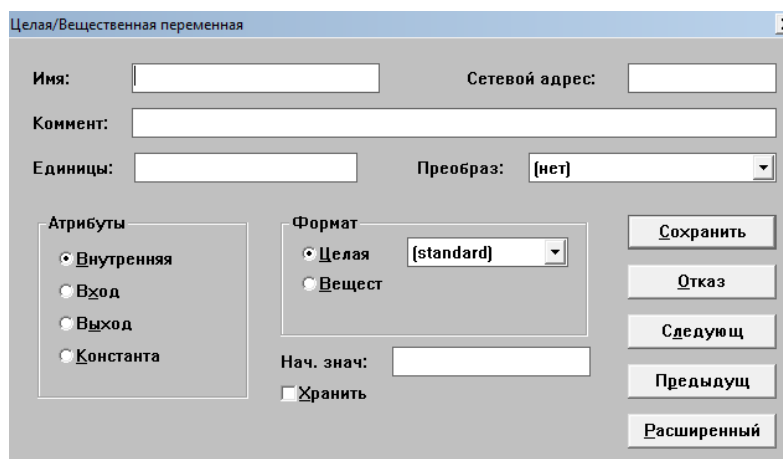 Целая/Вещественная переменная
Имя: Сетевой адрес:
Коммент:
Единицы: Преобраз: (нет)
Атрибуты
Внутренняя
Вход
Выход
Константа
Формат
Целая (standard)
Вещест
Нач. знач:
Хранить
Сохранить
Отказ
Следующ
Предыдущ
Расширенный